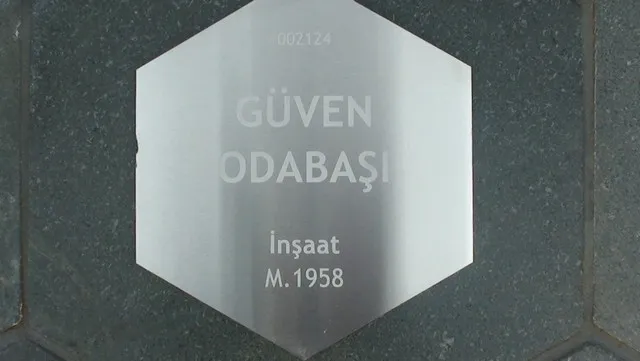 002124
GÜVEN
ODABAŞI
İnşaat
M.1958